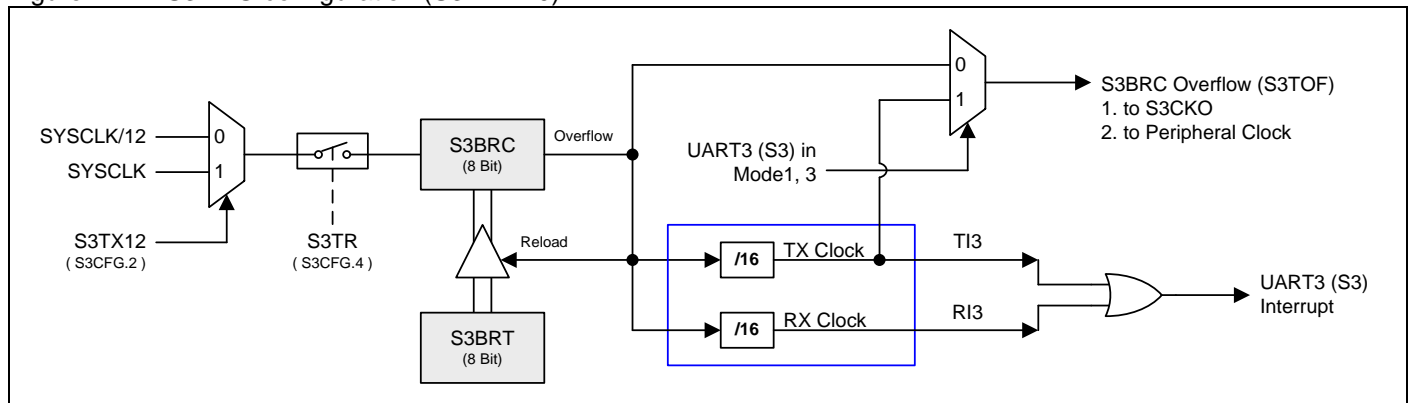 Figure
configuration
0
1
S3BRC Overflow (S3TOF)
1. to S3CKO
2. to Peripheral Clock
SYSCLK/12
0
SYSCLK
1
S3BRC
(8 Bit)
Overflow
UART3 (S3) in
Mode1, 3
S3TX12
( S3CFG.2 )
S3TR
( S3CFG.4 )
Reload
/16
TX Clock
TI3
UART3 (S3)
Interrupt
S3BRT
(8 Bit)
/16
RX Clock
RI3